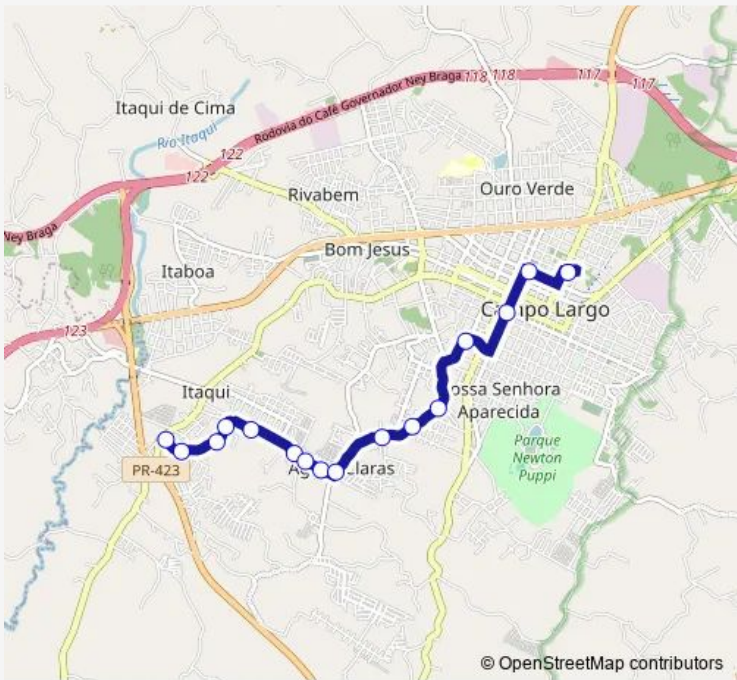 Itaqui de Cima
Rio Itaqui
Rodovia do Café Governador Ney Braga
118
118
117
117
122
122
Ouro Verde
Rivabem
Ney Braga
Bom Jesus
Itaboa
Campo Largo
123
Itaqui
ossa Senhora
Aparecida
Parque
Newton
Puppi
PR-423
Claras
© OpenStreetMap contributors